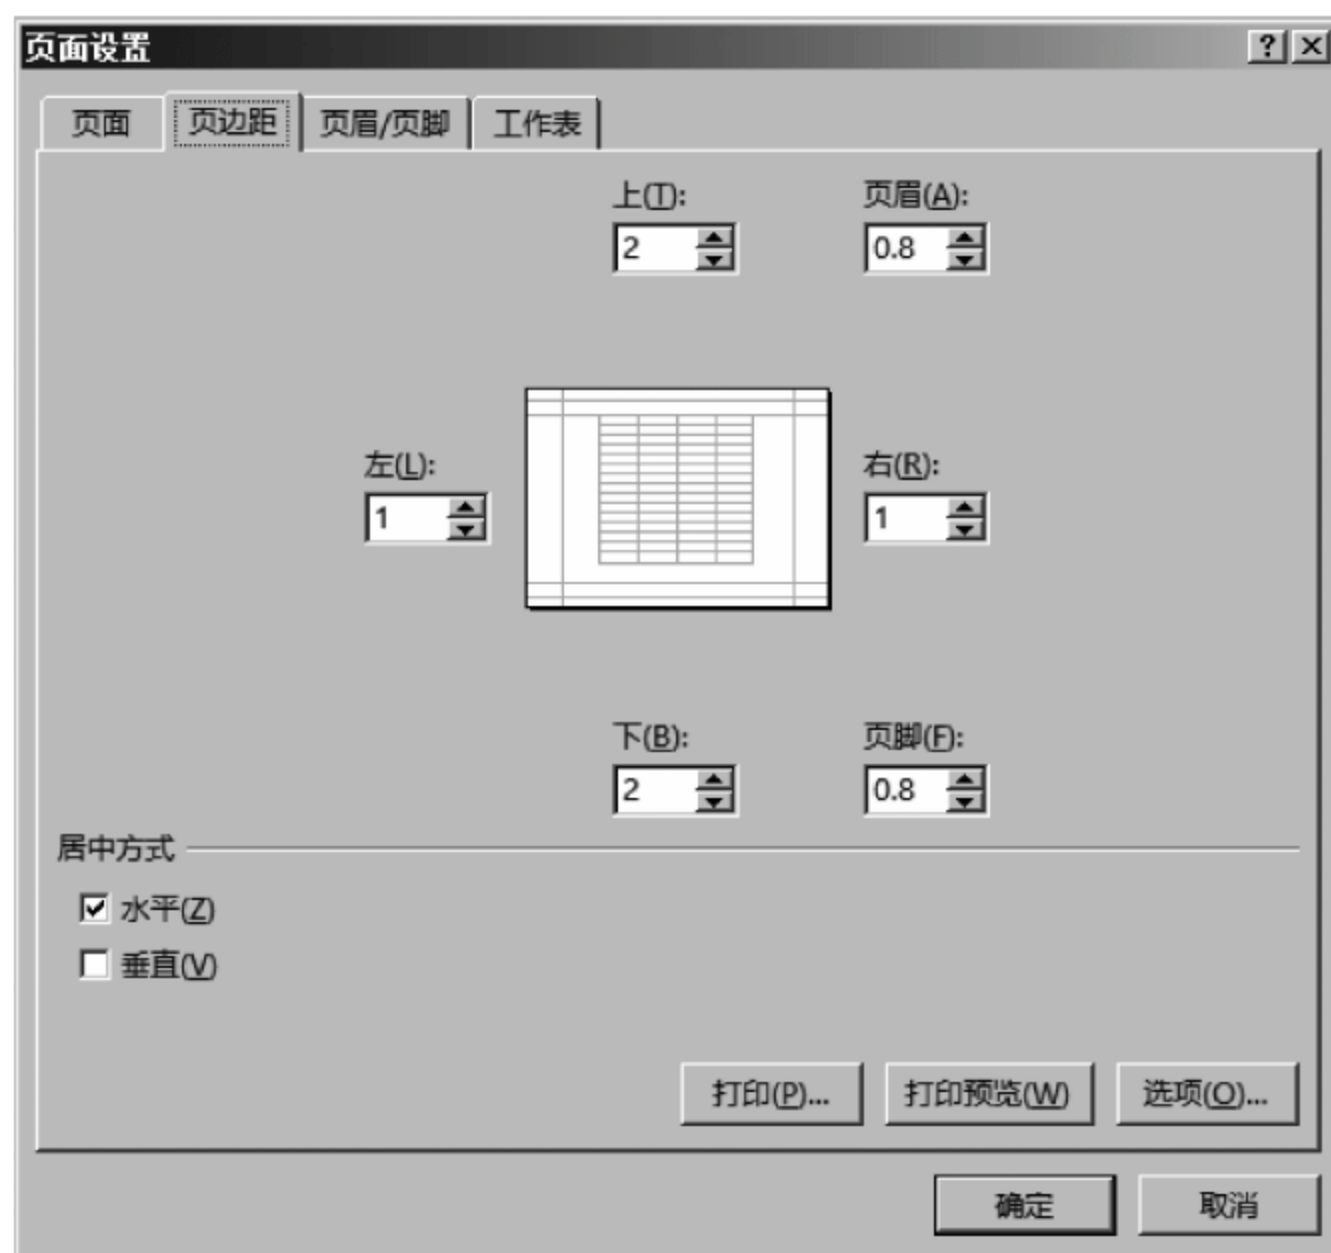 页面设置
页面 页边距 页眉/页脚 工作表
上(T): 页眉(A):
2 0.8
左(L): 右(R):
1 1
下(B): 页脚(F):
2 0.8
居中方式
水平(Z)
垂直(V)
打印(P)... 打印预览(W) 选项(O)...
确定 取消